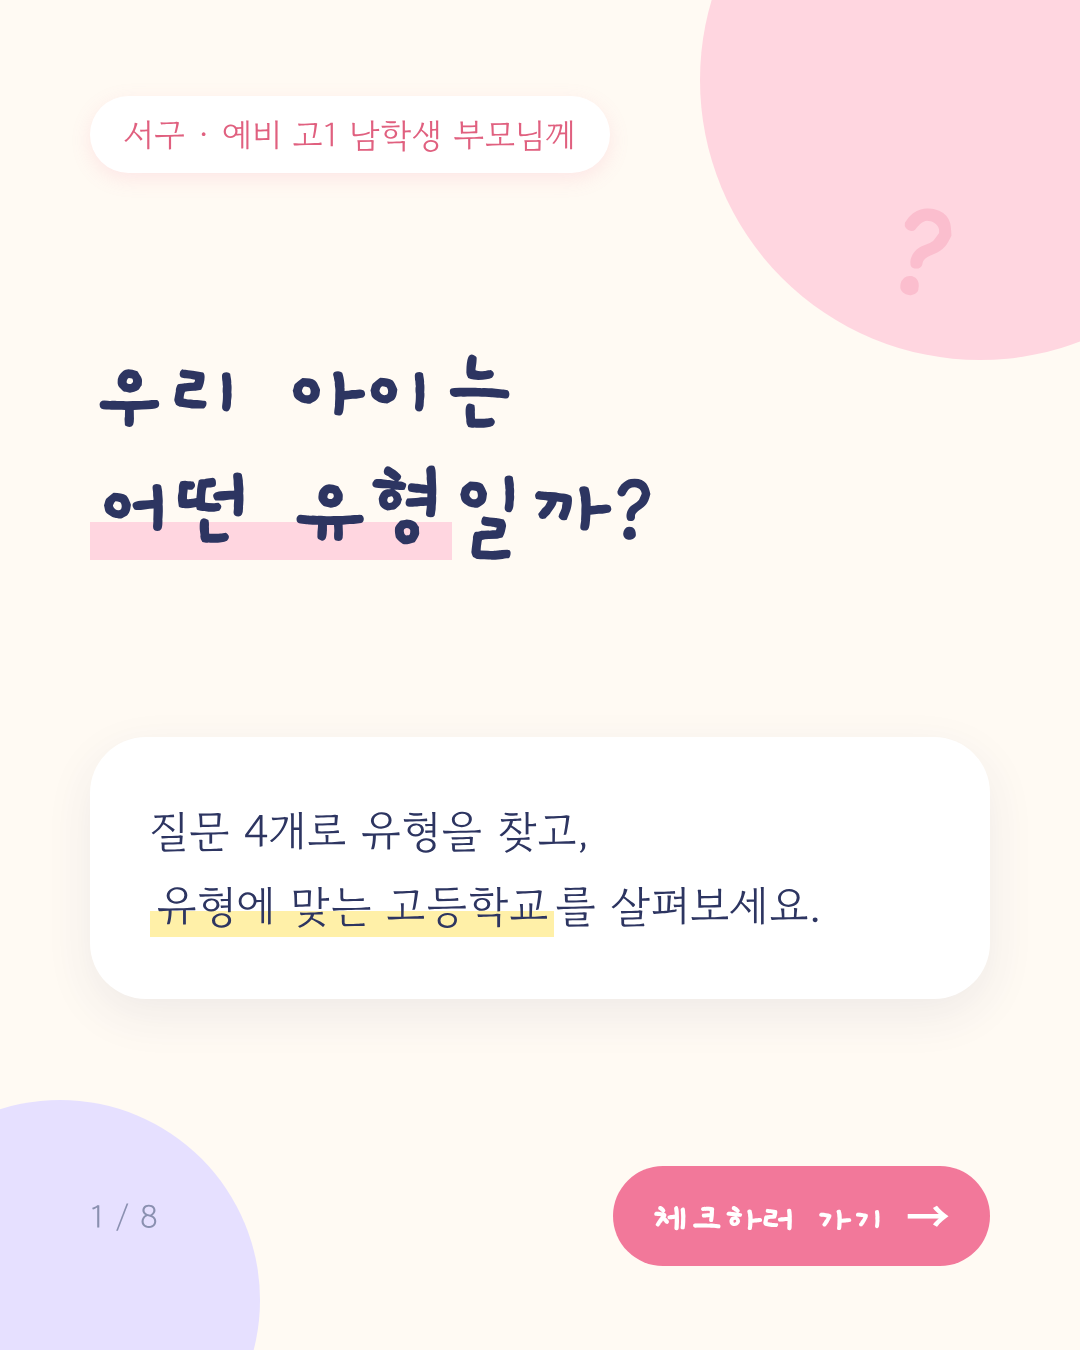 서구 · 예비 고1 남학생 부모님께
?
우리 아이는
어떤 유형일까?
질문 4개로 유형을 찾고,
유형에 맞는 고등학교를 살펴보세요.
1 / 8
체크하러 가기 →